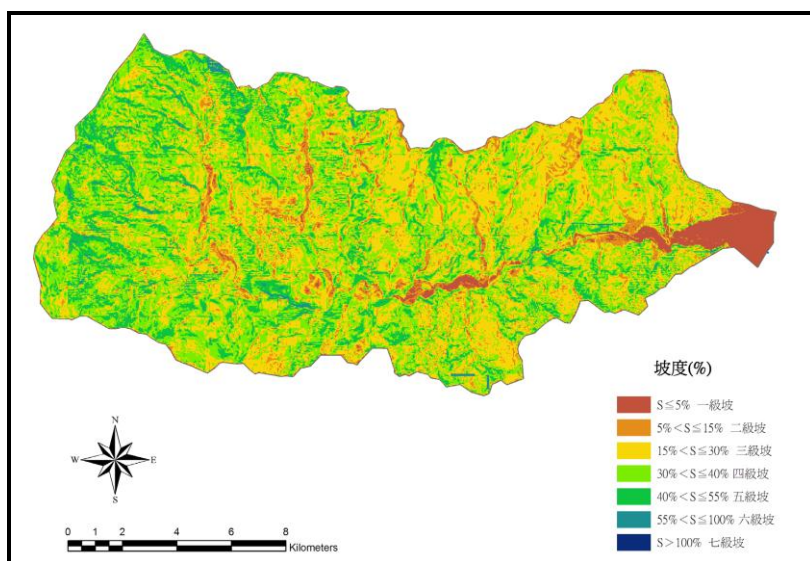 坡度(%)
S≦5% 一級坡
5%<S≦15% 二級坡
15%<S≦30% 三級坡
30%<S≦40% 四級坡
40%<S≦55% 五級坡
55%<S≦100% 六級坡
S>100% 七級坡
N
W E
S
0 1 2 4 6 8
Kilometers